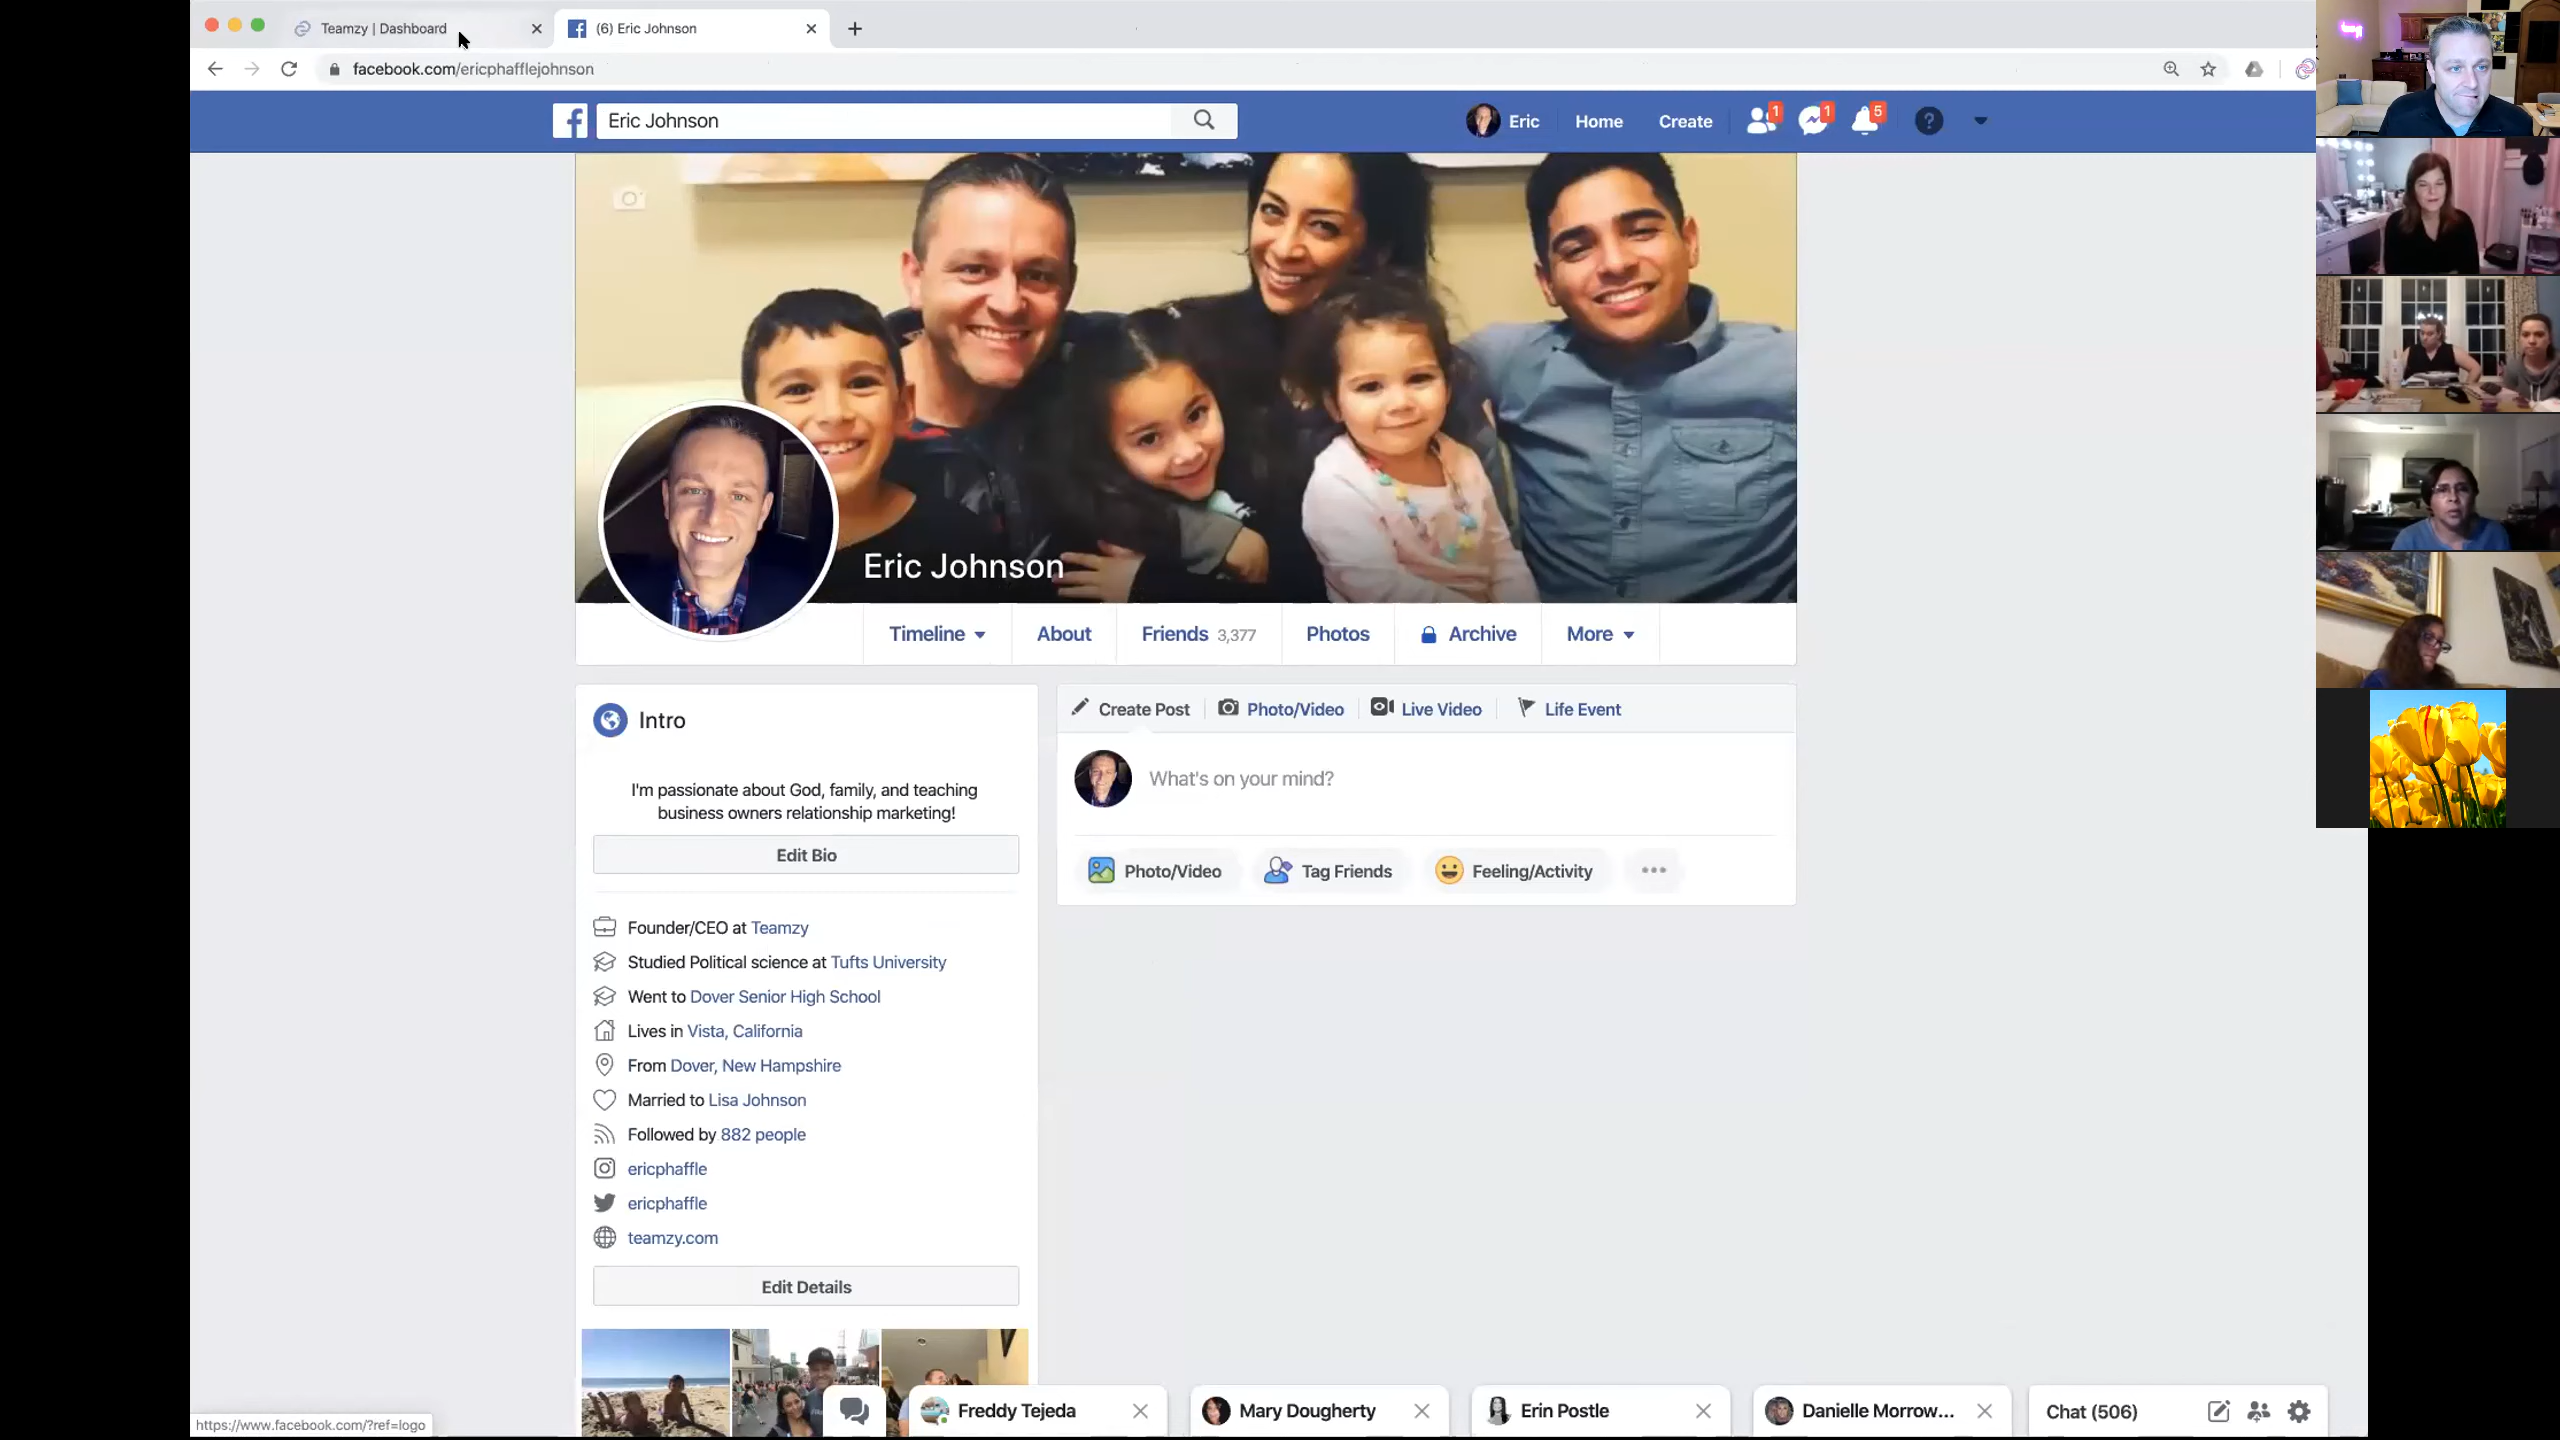 Teamzy | Dashboard
(6) Eric Johnson
facebook.com/ericphafflejohnson
Eric Johnson
Eric
Home
Create
1
1
5
Eric Johnson
Timeline
About
Friends 3,377
Photos
Archive
More
Intro
I'm passionate about God, family, and teaching
business owners relationship marketing!
Edit Bio
Founder/CEO at Teamzy
Studied Political science at Tufts University
Went to Dover Senior High School
Lives in Vista, California
From Dover, New Hampshire
Married to Lisa Johnson
Followed by 882 people
ericphaffle
ericphaffle
teamzy.com
Edit Details
Create Post
Photo/Video
Live Video
Life Event
What's on your mind?
Photo/Video
Tag Friends
Feeling/Activity
https://www.facebook.com/?ref=logo
Freddy Tejeda
Mary Dougherty
Erin Postle
Danielle Morrow...
Chat (506)